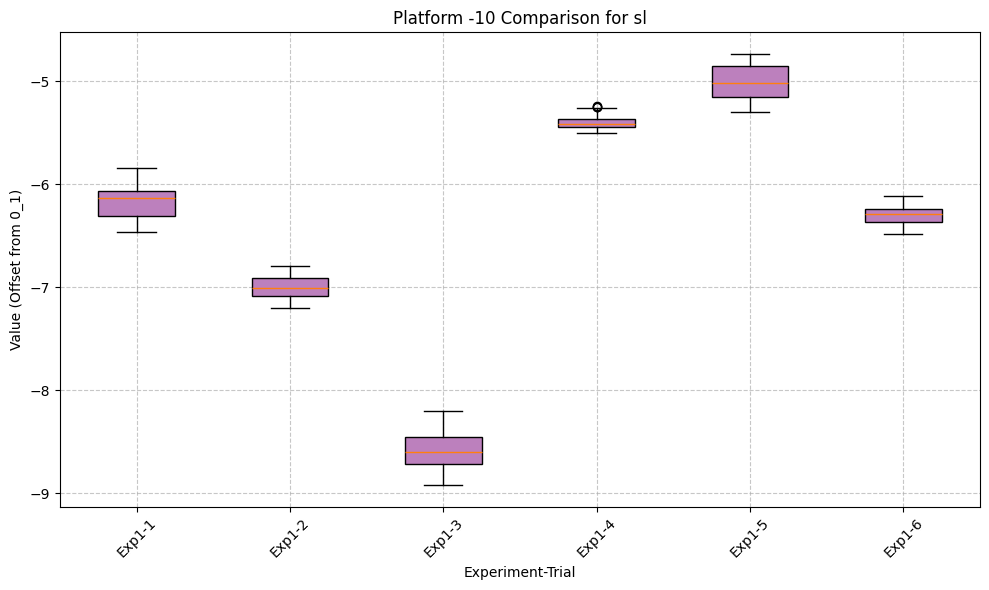 Platform -10 Comparison for sl
Value (Offset from 0_1)
−5
−6
−7
−8
−9
Exp1-1
Exp1-2
Exp1-3
Exp1-4
Exp1-5
Exp1-6
Experiment-Trial